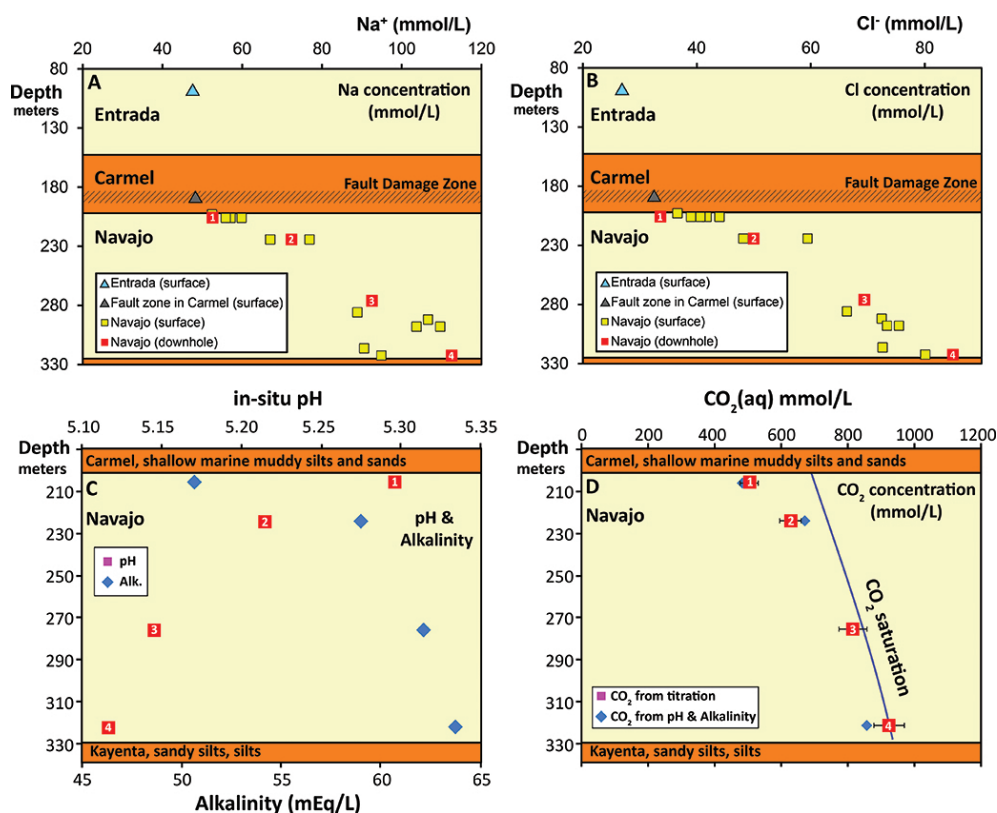 Na⁺ (mmol/L)
20 40 60 80 100 120
80
Depth
meters
130
180
230
280
330
A
Na concentration
(mmol/L)
Entrada
Carmel
Fault Damage Zone
Navajo
1
2
3
4
Entrada (surface)
Fault zone in Carmel (surface)
Navajo (surface)
Navajo (downhole)
Cl⁻ (mmol/L)
20 40 60 80
80
Depth
meters
130
180
230
280
330
B
Cl concentration
(mmol/L)
Entrada
Carmel
Fault Damage Zone
Navajo
1
2
3
4
Entrada (surface)
Fault zone in Carmel (surface)
Navajo (surface)
Navajo (downhole)
in-situ pH
5.10 5.15 5.20 5.25 5.30 5.35
Depth
meters
210
230
250
270
290
310
330
Carmel, shallow marine muddy silts and sands
C
Navajo
pH &
Alkalinity
1
2
3
4
pH
Alk.
Kayenta, sandy silts, silts
45 50 55 60 65
Alkalinity (mEq/L)
CO₂(aq) mmol/L
0 200 400 600 800 1000 1200
Depth
meters
210
230
250
270
290
310
330
Carmel, shallow marine muddy silts and sands
D
Navajo
CO₂ concentration
(mmol/L)
1
2
3
4
CO₂ saturation
CO₂ from titration
CO₂ from pH & Alkalinity
Kayenta, sandy silts, silts